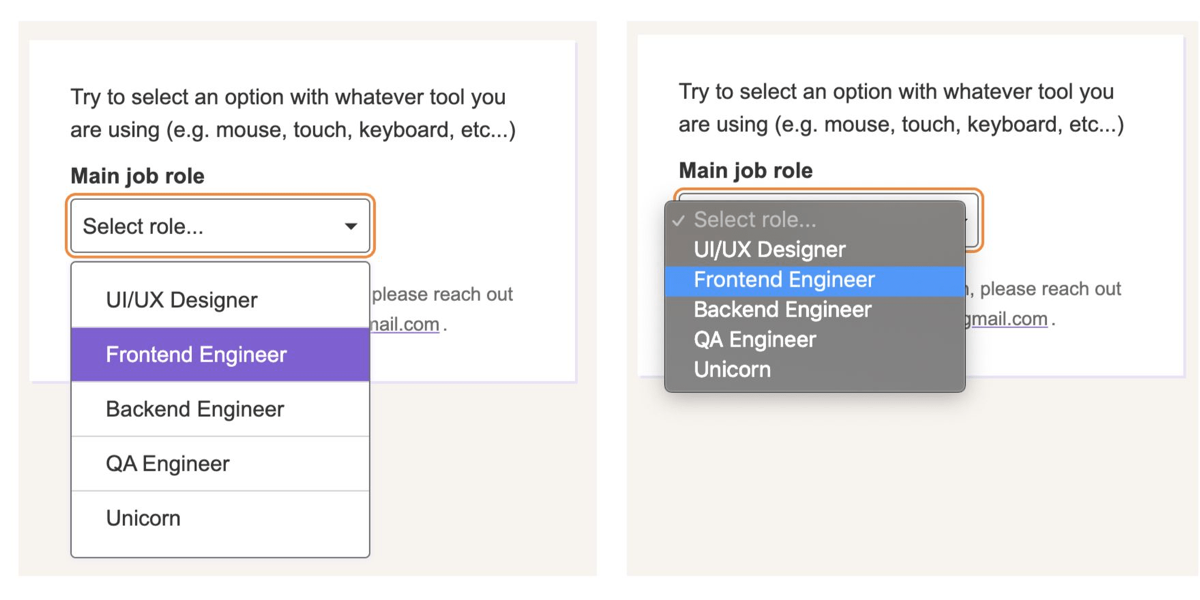 Try to select an option with whatever tool you
are using (e.g. mouse, touch, keyboard, etc...)
Main job role
Select role...
UI/UX Designer
please reach out
mail.com.
Frontend Engineer
Backend Engineer
QA Engineer
Unicorn
Try to select an option with whatever tool you
are using (e.g. mouse, touch, keyboard, etc...)
Main job role
✓ Select role...
UI/UX Designer
Frontend Engineer
, please reach out
Backend Engineer
gmail.com.
QA Engineer
Unicorn